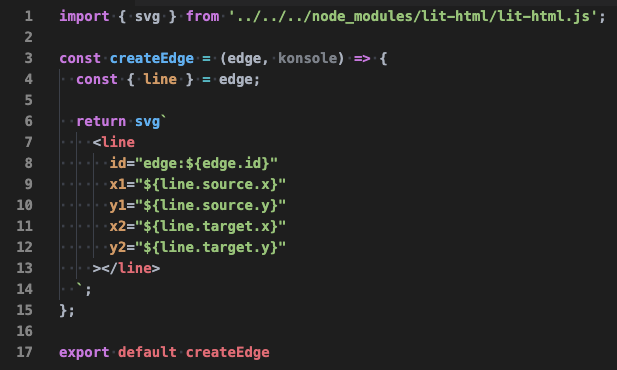 1 import { svg } from '../../../node_modules/lit-html/lit-html.js';
2
3 const createEdge = (edge, konsole) => {
4   const { line } = edge;
5
6   return svg`
7     <line
8       id="edge:${edge.id}"
9       x1="${line.source.x}"
10       y1="${line.source.y}"
11       x2="${line.target.x}"
12       y2="${line.target.y}"
13     ></line>
14   `;
15 };
16
17 export default createEdge